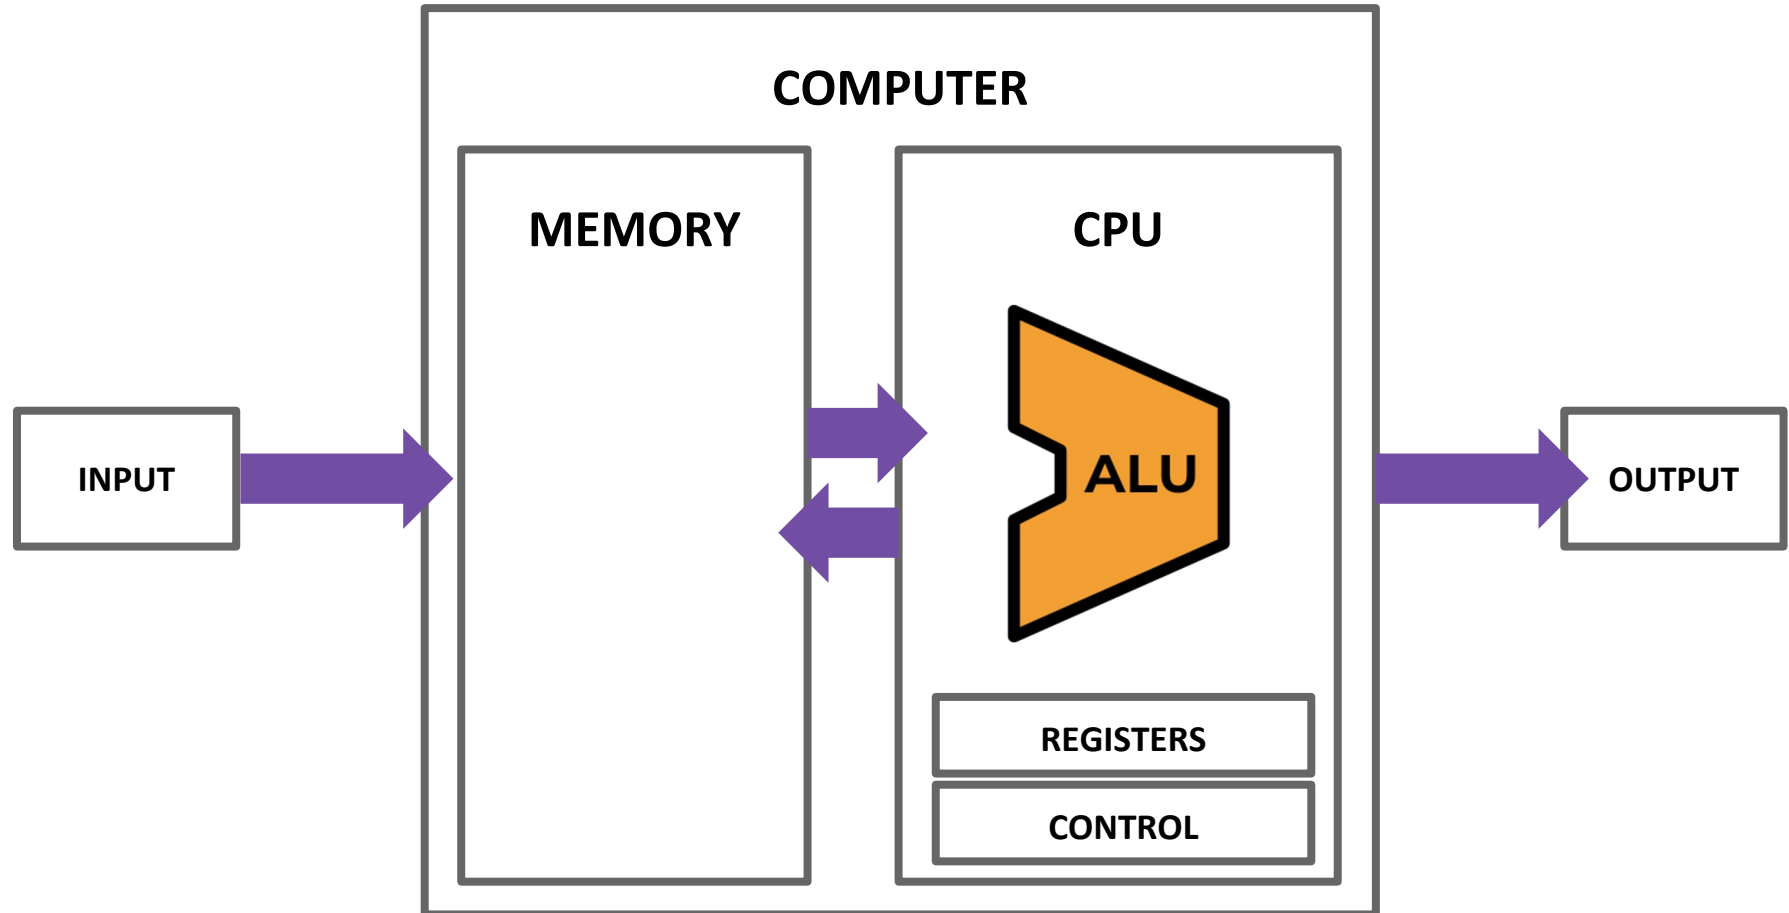 COMPUTER
MEMORY
CPU
INPUT
ALU
OUTPUT
REGISTERS
CONTROL